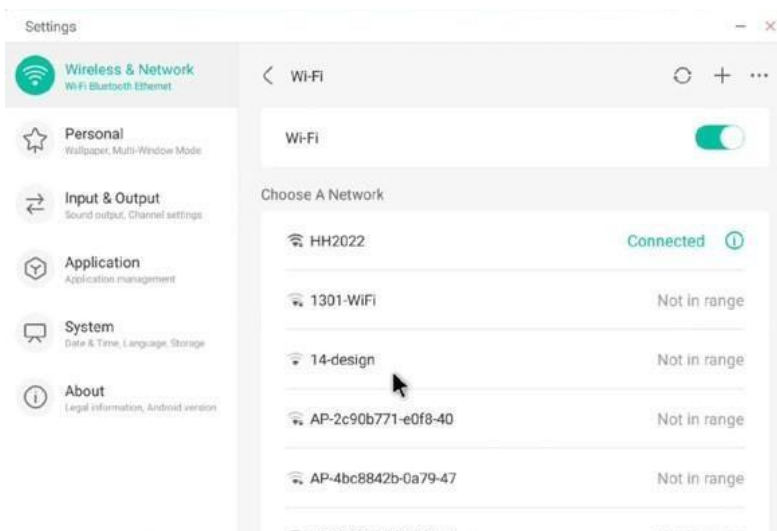 Settings
Wireless & Network
Wi-Fi Bluetooth Ethernet
Personal
Wallpaper, Multi-Window Mode
Input & Output
Sound output, Channel settings
Application
Application management
System
Date & Time, Language, Storage
About
Legal information, Android version
Wi-Fi
Wi-Fi
Choose A Network
HH2022 Connected
1301-WiFi Not in range
14-design Not in range
AP-2c90b771-e0f8-40 Not in range
AP-4bc8842b-0a79-47 Not in range